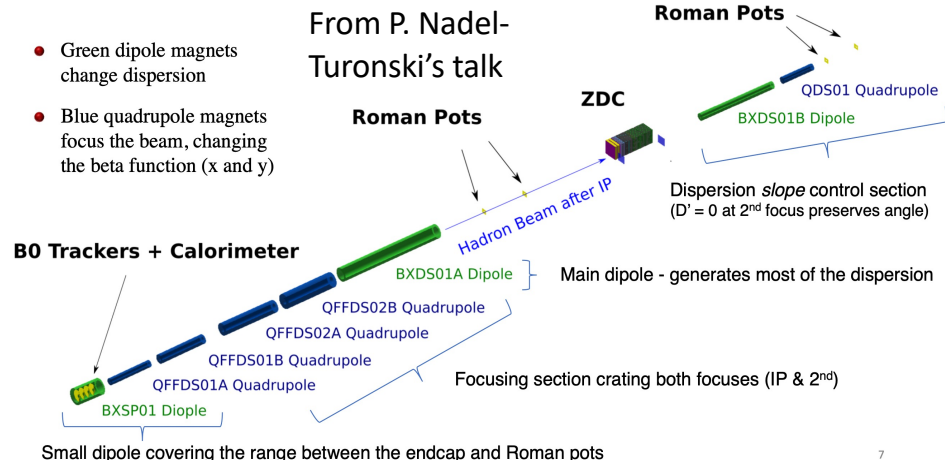 From P. Nadel-
Turonski's talk
Green dipole magnets
change dispersion
Blue quadrupole magnets
focus the beam, changing
the beta function (x and y)
Roman Pots
QDS01 Quadrupole
BXDS01B Dipole
ZDC
Roman Pots
Dispersion slope control section
(D' = 0 at 2nd focus preserves angle)
Hadron Beam after IP
B0 Trackers + Calorimeter
BXDS01A Dipole
Main dipole - generates most of the dispersion
QFFDS02B Quadrupole
QFFDS02A Quadrupole
QFFDS01B Quadrupole
QFFDS01A Quadrupole
Focusing section crating both focuses (IP & 2nd)
BXSP01 Diople
Small dipole covering the range between the endcap and Roman pots
7